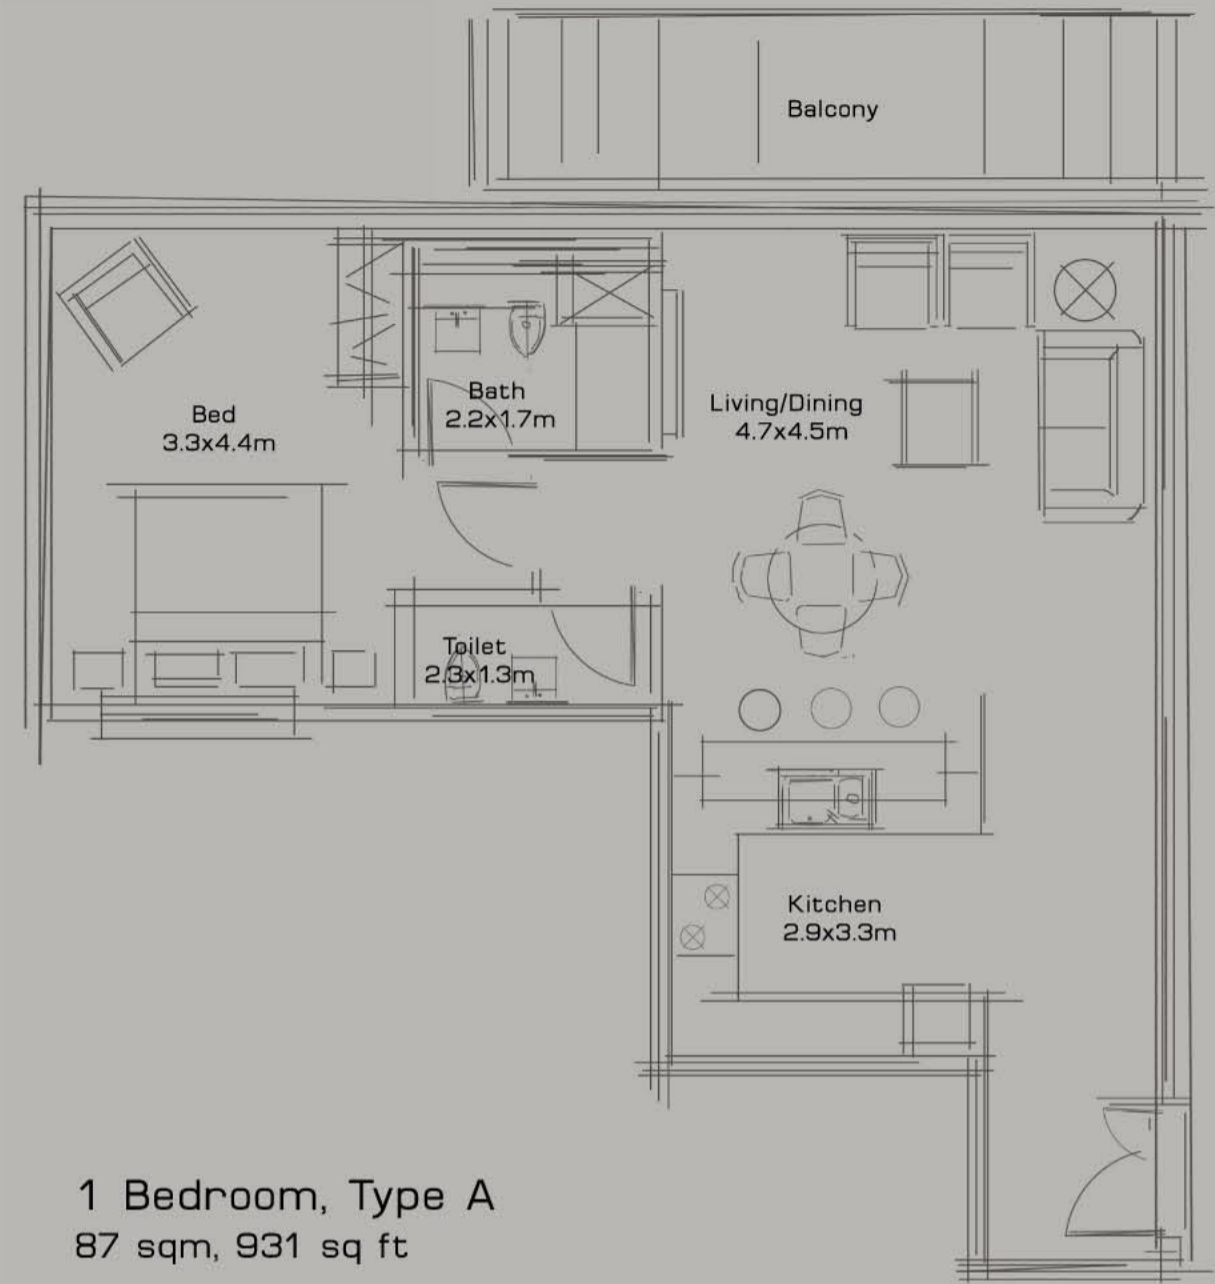 Balcony
Bath
2.2x1.7m
Bed
3.3x4.4m
Living/Dining
4.7x4.5m
Toilet
2.3x1.3m
Kitchen
2.9x3.3m
1 Bedroom, Type A
87 sqm, 931 sq ft